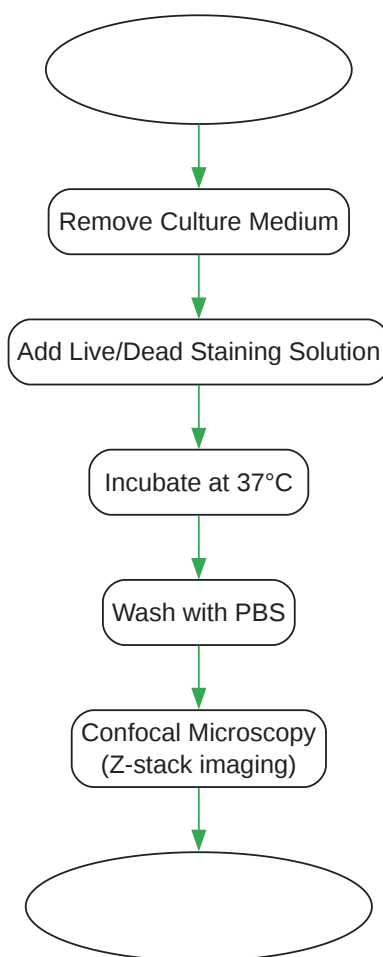 Remove Culture Medium
Add Live/Dead Staining Solution
Incubate at 37°C
Wash with PBS
Confocal Microscopy
(Z-stack imaging)